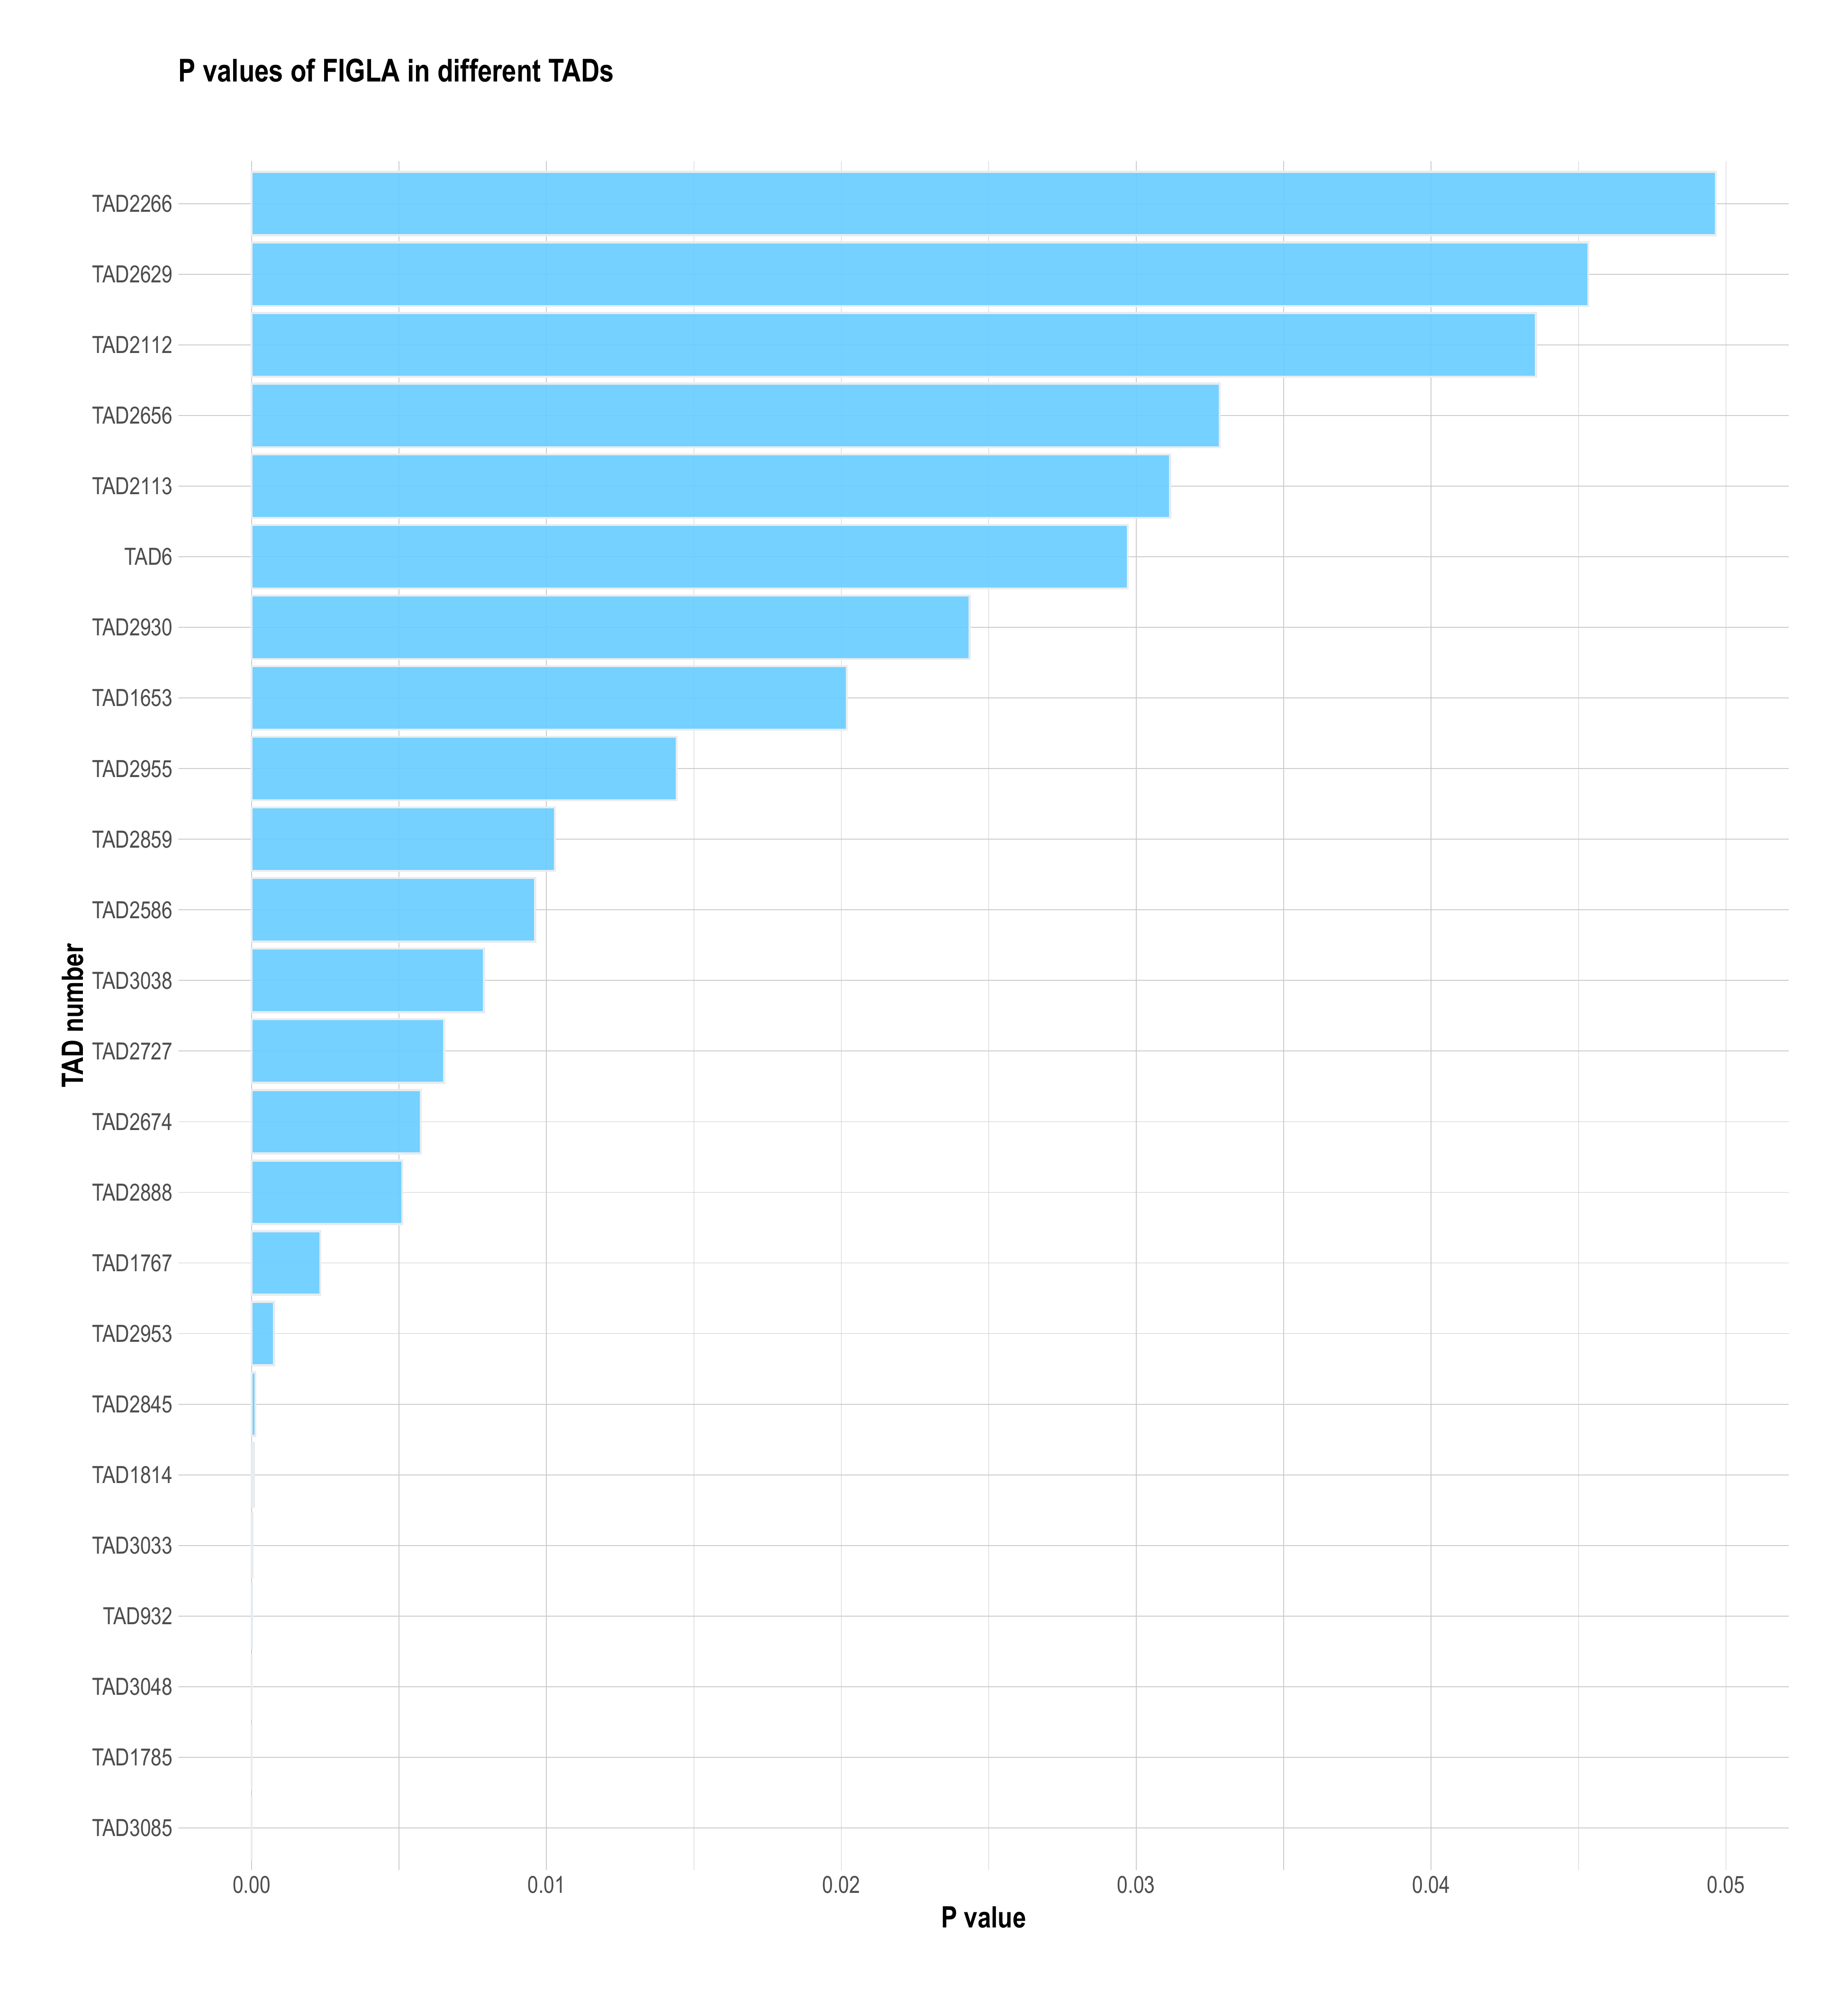 P values of FIGLA in different TADs
TAD2266
TAD2629
TAD2112
TAD2656
TAD2113
TAD6
TAD2930
TAD1653
TAD2955
TAD2859
TAD2586
TAD3038
TAD2727
TAD2674
TAD2888
TAD1767
TAD2953
TAD2845
TAD1814
TAD3033
TAD932
TAD3048
TAD1785
TAD3085
TAD number
0.00 0.01 0.02 0.03 0.04 0.05
P value